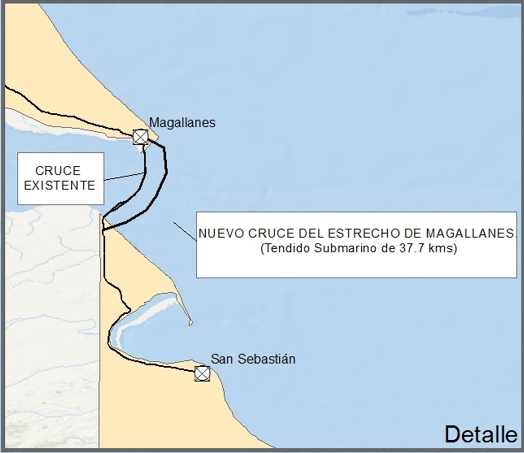 Magallanes
CRUCE
EXISTENTE
NUEVO CRUCE DEL ESTRECHO DE MAGALLANES.
(Tendido Submarino de 37.7 kms)
San Sebastián
Detalle